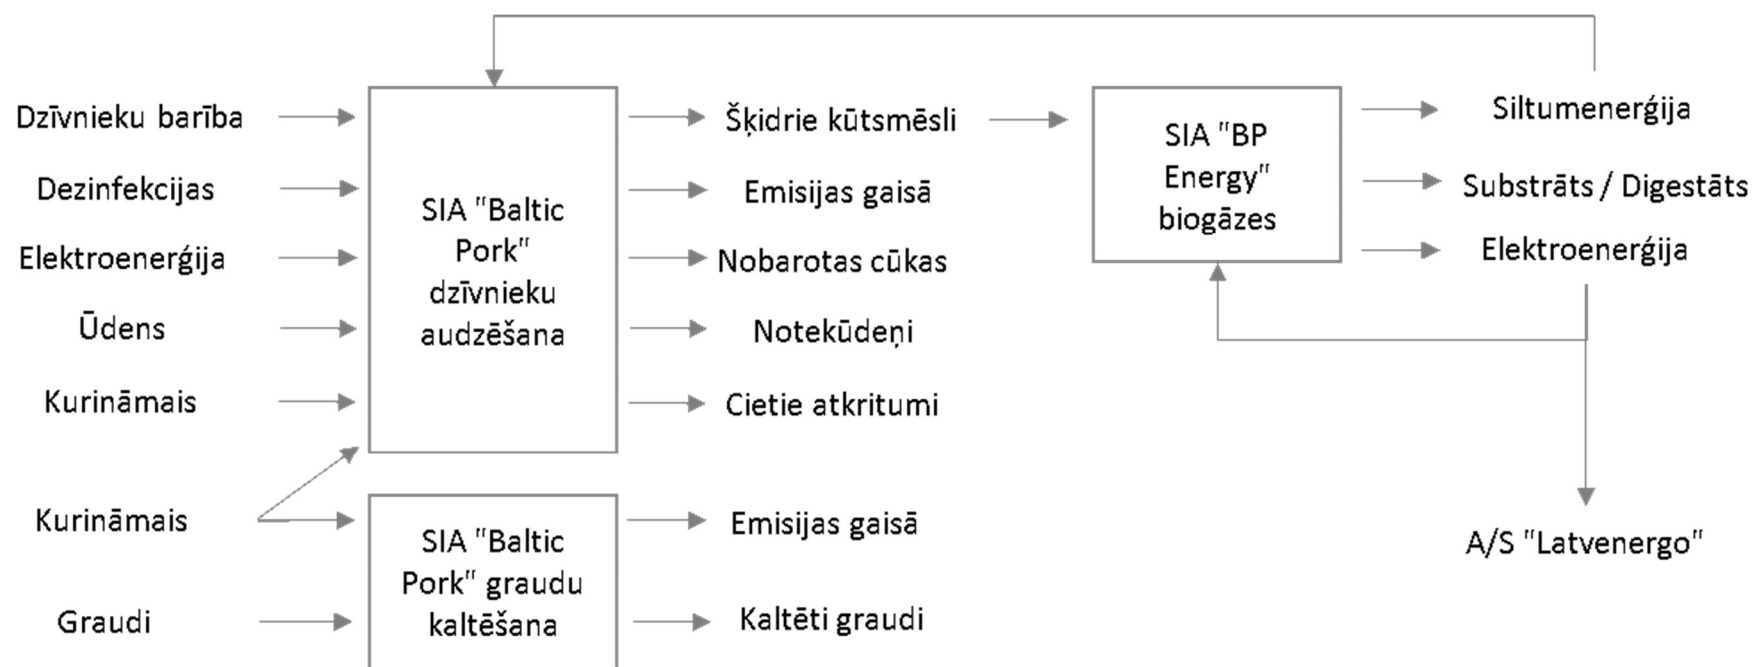 Dzīvnieku barība
Dezinfekcijas
Elektroenerģija
Ūdens
Kurināmais
SIA "Baltic
Pork"
dzīvnieku
audzēšana
Šķidrie kūtsmēsli
Emisijas gaisā
Nobarotas cūkas
Notekūdeņi
Cietie atkritumi
SIA "BP
Energy"
biogāzes
Siltumenerģija
Substrāts / Digestāts
Elektroenerģija
Kurināmais
Graudi
SIA "Baltic
Pork" graudu
kaltēšana
Emisijas gaisā
Kaltēti graudi
A/S "Latvenergo"